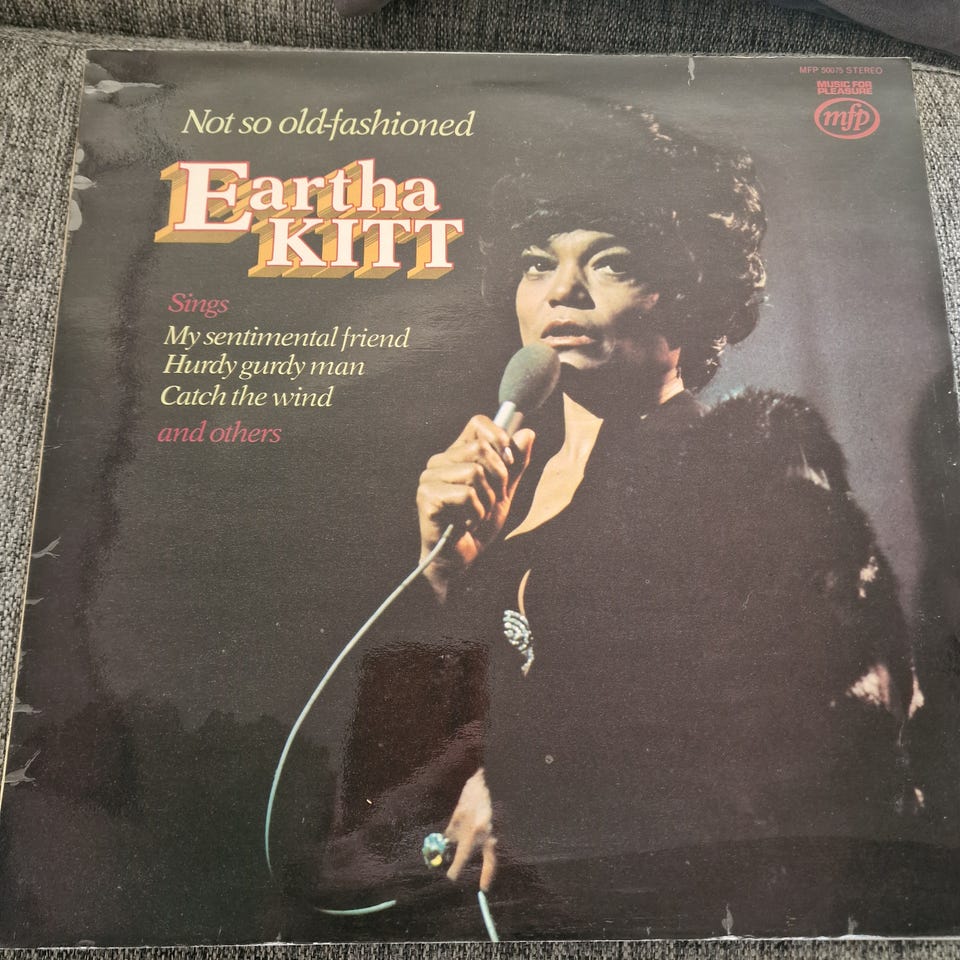 MFP 50075 STEREO
MUSIC FOR
PLEASURE
mfp
Not so old-fashioned
Eartha
KITT
Sings
My sentimental friend
Hurdy gurdy man
Catch the wind
and others